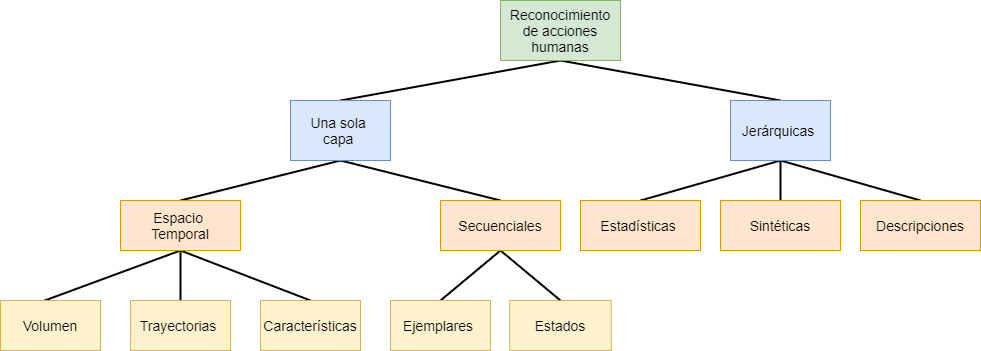 Reconocimiento
de acciones
humanas
Una sola
capa
Jerárquicas
Espacio
Temporal
Secuenciales
Estadísticas
Sintéticas
Descripciones
Volumen
Trayectorias
Características
Ejemplares
Estados